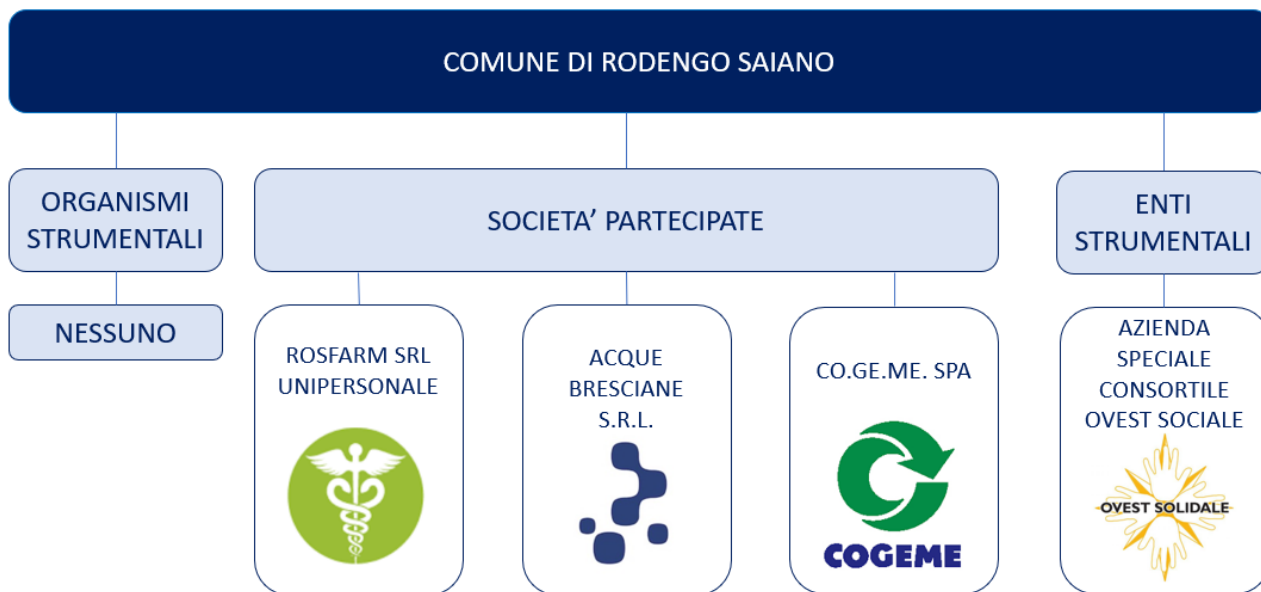 COMUNE DI RODENGO SAIANO
ORGANISMI
STRUMENTALI
SOCIETA’ PARTECIPATE
ENTI
STRUMENTALI
NESSUNO
ROSFARM SRL
UNIPERSONALE
ACQUE
BRESCIANE
S.R.L.
CO.GE.ME. SPA
COGEME
AZIENDA
SPECIALE
CONSORTILE
OVEST SOCIALE
OVEST SOLIDALE